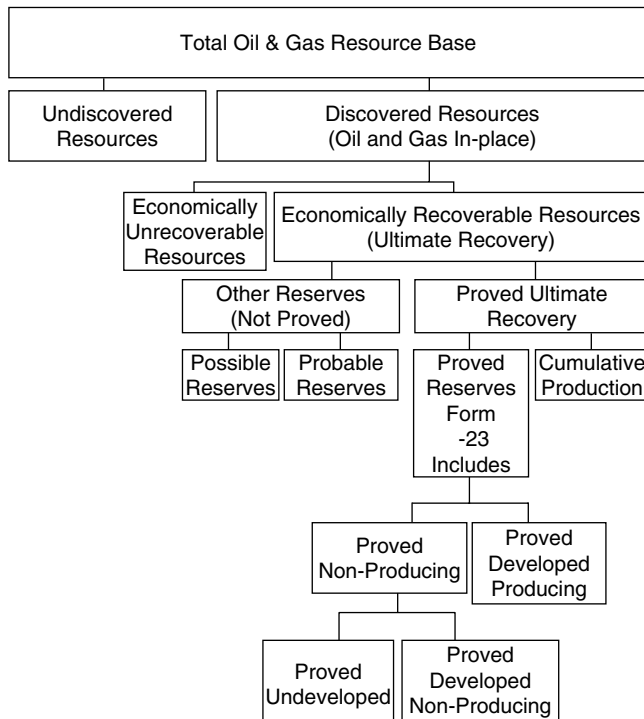 Total Oil & Gas Resource Base
Undiscovered
Resources
Discovered Resources
(Oil and Gas In-place)
Economically
Unrecoverable
Resources
Economically Recoverable Resources
(Ultimate Recovery)
Other Reserves
(Not Proved)
Proved Ultimate
Recovery
Possible
Reserves
Probable
Reserves
Proved
Reserves
Form
-23
Includes
Cumulative
Production
Proved
Non-Producing
Proved
Developed
Producing
Proved
Undeveloped
Proved
Developed
Non-Producing